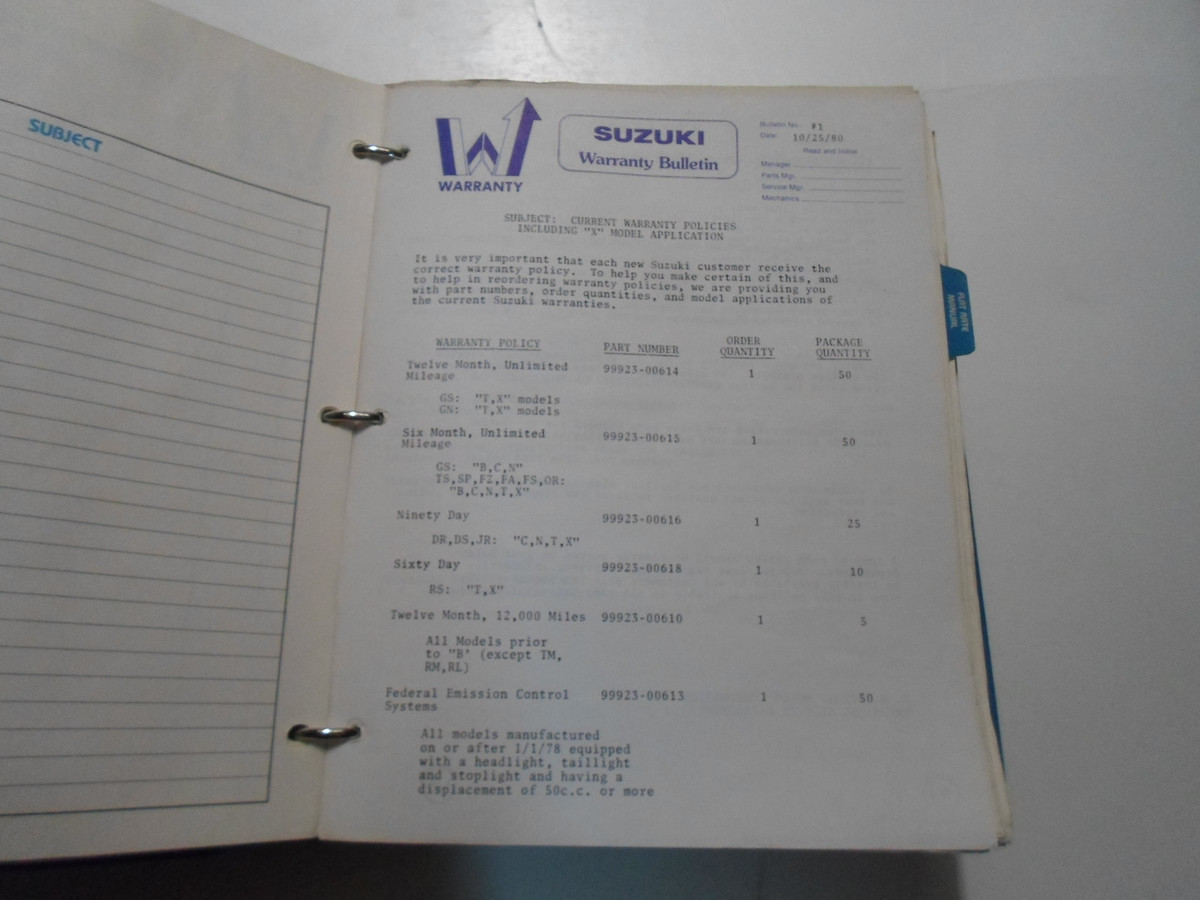 SUBJECT
W
WARRANTY
SUZUKI
Warranty Bulletin
Bulletin No.: #1
Date: 10/25/80
Read and Initial
Manager
Parts Mgr.
Service Mgr.
Mechanics
SUBJECT: CURRENT WARRANTY POLICIES
INCLUDING "X" MODEL APPLICATION
It is very important that each new Suzuki customer receive the
correct warranty policy. To help you make certain of this, and
to help in reordering warranty policies, we are providing you
with part numbers, order quantities, and model applications of
the current Suzuki warranties.
WARRANTY POLICY PART NUMBER ORDER QUANTITY PACKAGE QUANTITY
Twelve Month, Unlimited 99923-00614 1 50
Mileage
GS: "T,X" models
GN: "T,X" models
Six Month, Unlimited 99923-00615 1 50
Mileage
GS: "B,C,N"
TS,SP,FZ,FA,FS,OR:
"B,C,N,T,X"
Ninety Day 99923-00616 1 25
DR,DS,JR: "C,N,T,X"
Sixty Day 99923-00618 1 10
RS: "T,X"
Twelve Month, 12,000 Miles 99923-00610 1 5
All Models prior
to "B' (except TM,
RM,RL)
Federal Emission Control 99923-00613 1 50
Systems
All models manufactured
on or after 1/1/78 equipped
with a headlight, taillight
and stoplight and having a
displacement of 50c.c. or more
FLAT RATE
MANUAL